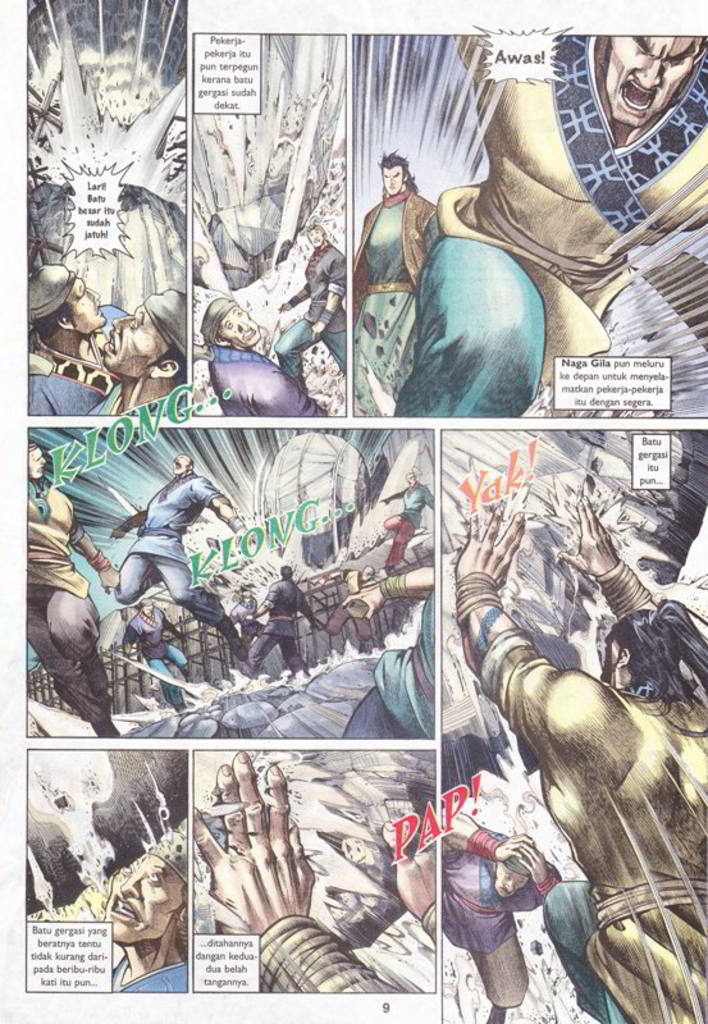 Lari!
Batu
besar itu
sudah
jatuh!
Pekerja-
pekerja itu
pun terpegun
kerana batu
gergasi sudah
dekat.
Awas!
Naga Gila pun meluru
ke depan untuk menyela-
matkan pekerja-pekerja
itu dengan segera.
KLONG...
KLONG...
Yak!
Batu
gergasi
itu
pun...
Batu gergasi yang
beratnya tentu
tidak kurang dari-
pada beribu-ribu
kati itu pun...
...ditahannya
dangan kedua-
dua belah
tangannya.
PAP!
9